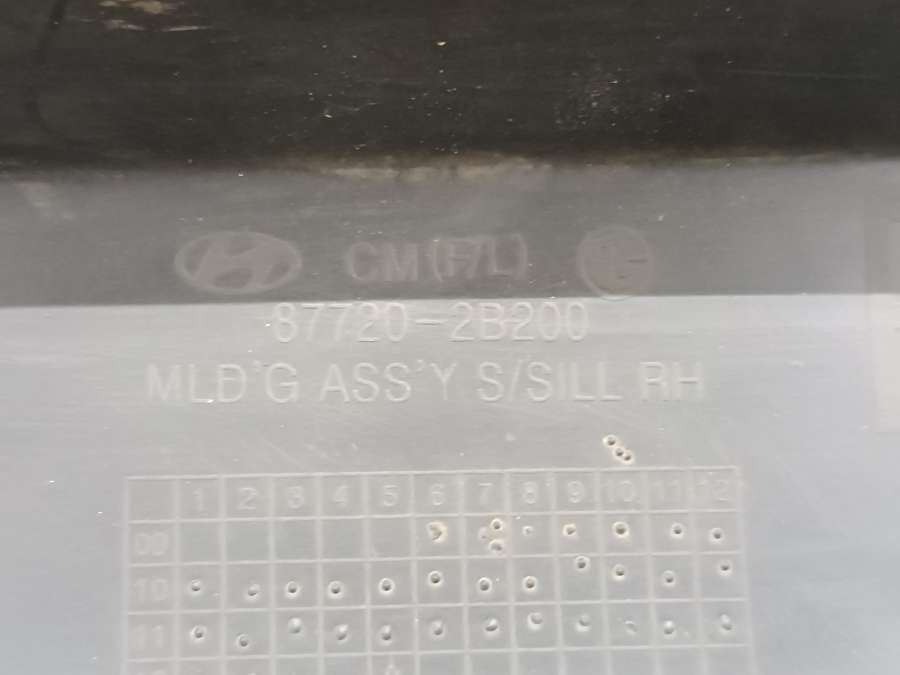 CM(F/L)
87720-2B200
MLD'G ASS'Y S/SILL RH
1 2 3 4 5 6 7 8 9 10 11 12
09
10
11